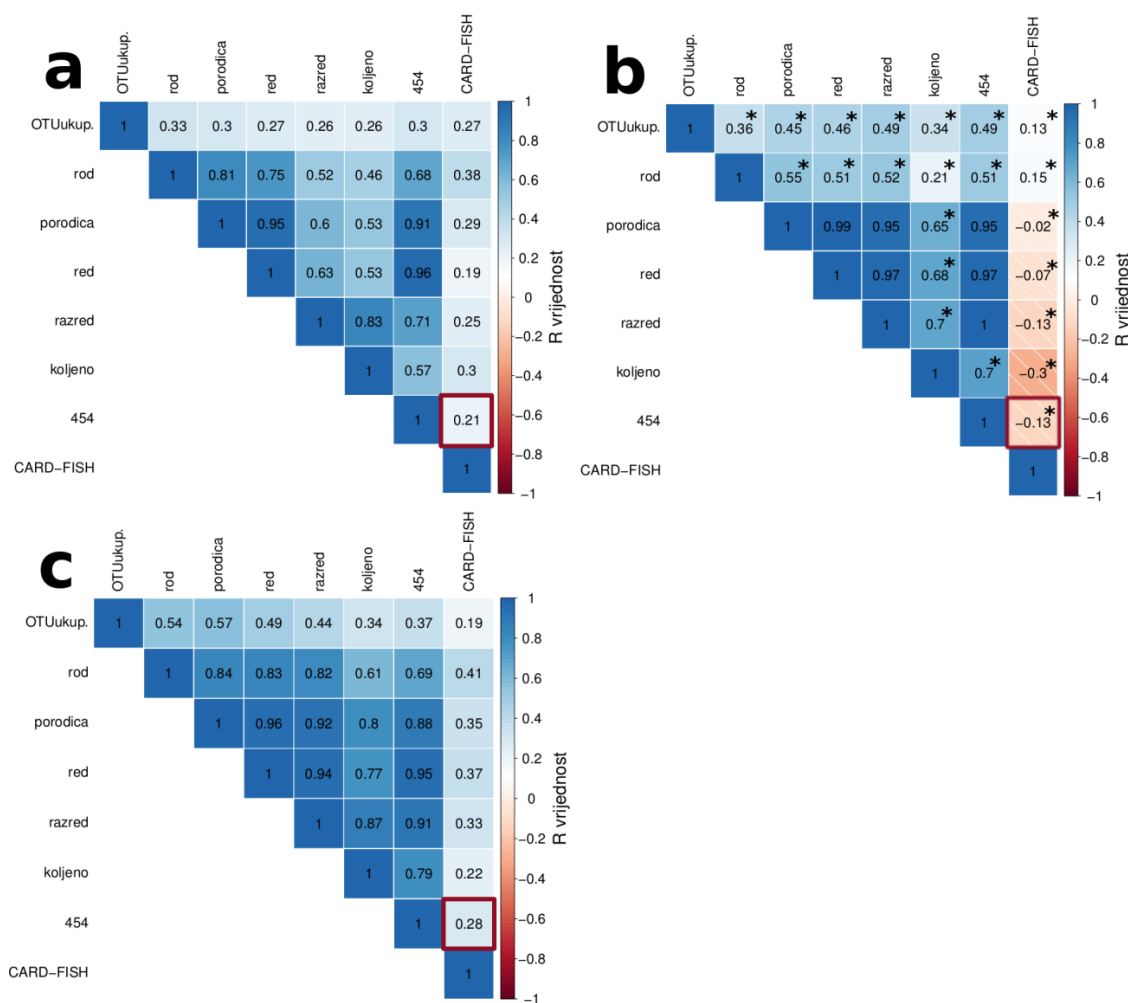 a
OTUukup. rod porodica red razred koljeno 454 CARD-FISH
OTUukup. 1 0.33 0.3 0.27 0.26 0.26 0.3 0.27
rod 1 0.81 0.75 0.52 0.46 0.68 0.38
porodica 1 0.95 0.6 0.53 0.91 0.29
red 1 0.63 0.53 0.96 0.19
razred 1 0.83 0.71 0.25
koljeno 1 0.57 0.3
454 1 0.21
CARD-FISH 1
1
0.8
0.6
0.4
0.2
0
−0.2
−0.4
−0.6
−0.8
−1
R vrijednost
b
OTUukup. rod porodica red razred koljeno 454 CARD-FISH
OTUukup. 1 0.36* 0.45* 0.46* 0.49* 0.34* 0.49* 0.13*
rod 1 0.55* 0.51* 0.52* 0.21* 0.51* 0.15*
porodica 1 0.99 0.95 0.65* 0.95 −0.02*
red 1 0.97 0.68* 0.97 −0.07*
razred 1 0.7* 1 −0.13*
koljeno 1 0.7* −0.3*
454 1 −0.13*
CARD-FISH 1
1
0.8
0.6
0.4
0.2
0
−0.2
−0.4
−0.6
−0.8
−1
R vrijednost
c
OTUukup. rod porodica red razred koljeno 454 CARD-FISH
OTUukup. 1 0.54 0.57 0.49 0.44 0.34 0.37 0.19
rod 1 0.84 0.83 0.82 0.61 0.69 0.41
porodica 1 0.96 0.92 0.8 0.88 0.35
red 1 0.94 0.77 0.95 0.37
razred 1 0.87 0.91 0.33
koljeno 1 0.79 0.22
454 1 0.28
CARD-FISH 1
1
0.8
0.6
0.4
0.2
0
−0.2
−0.4
−0.6
−0.8
−1
R vrijednost